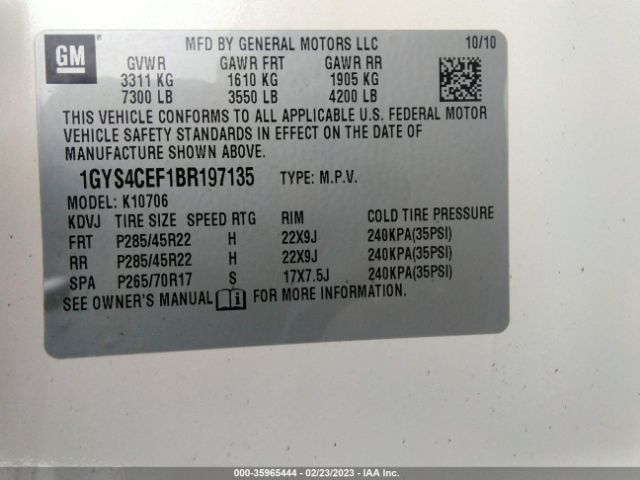 GM
MFD BY GENERAL MOTORS LLC 10/10
GVWR GAWR FRT GAWR RR
3311 KG 1610 KG 1905 KG
7300 LB 3550 LB 4200 LB
THIS VEHICLE CONFORMS TO ALL APPLICABLE U.S. FEDERAL MOTOR
VEHICLE SAFETY STANDARDS IN EFFECT ON THE DATE OF
MANUFACTURE SHOWN ABOVE.
1GYS4CEF1BR197135 TYPE: M.P.V.
MODEL: K10706
KDVJ TIRE SIZE SPEED RTG RIM COLD TIRE PRESSURE
FRT P285/45R22 H 22X9J 240KPA(35PSI)
RR P285/45R22 H 22X9J 240KPA(35PSI)
SPA P265/70R17 S 17X7.5J 240KPA(35PSI)
SEE OWNER'S MANUAL FOR MORE INFORMATION.
000-35965444 - 02/23/2023 - IAAI.COM